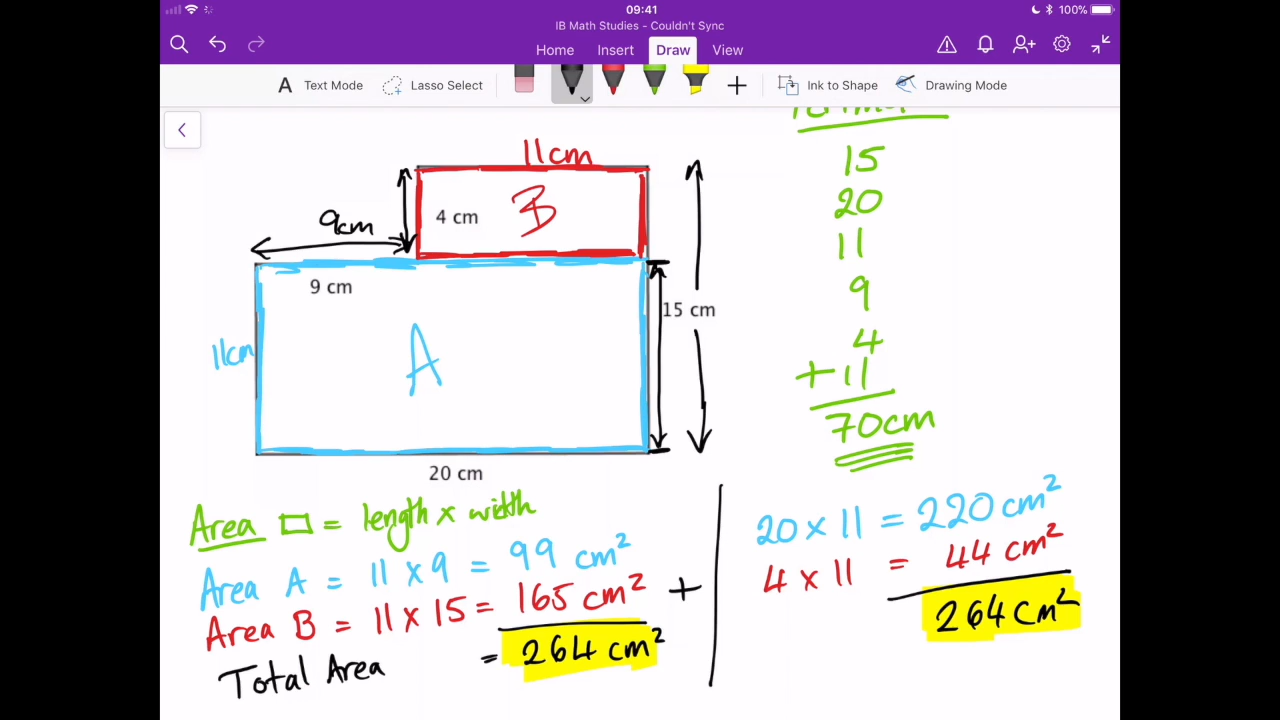 09:41
100%
IB Math Studies - Couldn't Sync
Home Insert Draw View
Text Mode
Lasso Select
Ink to Shape
Drawing Mode
11cm
9cm
4 cm
B
9 cm
15 cm
11cm
A
20 cm
15
20
11
9
4
+11
70cm
Area ▭ = length x width
Area A = 11 x 9 = 99 cm²
Area B = 11 x 15 = 165 cm² +
Total Area = 264 cm²
20 x 11 = 220 cm²
4 x 11 = 44 cm²
264 cm²